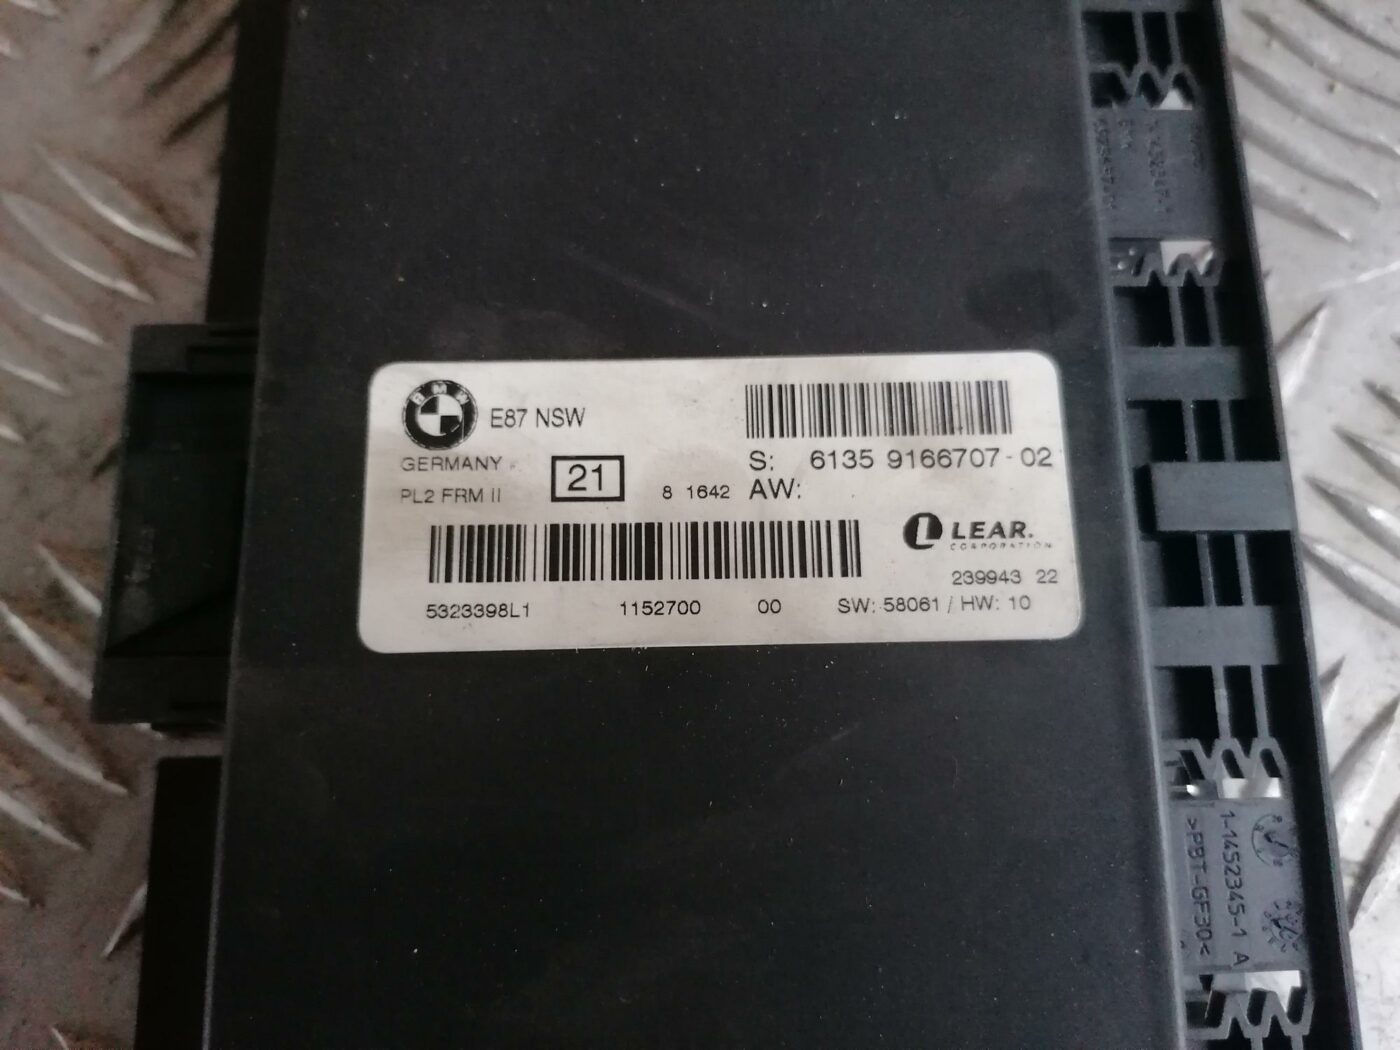 BMW
E87 NSW
GERMANY
PL2 FRM II
21
8 1642
S: 6135 9166707-02
AW:
LEAR.
CORPORATION
239943 22
5323398L1 1152700 00 SW: 58061 / HW: 10
1-1452345-1 A
>PBT-GF30<